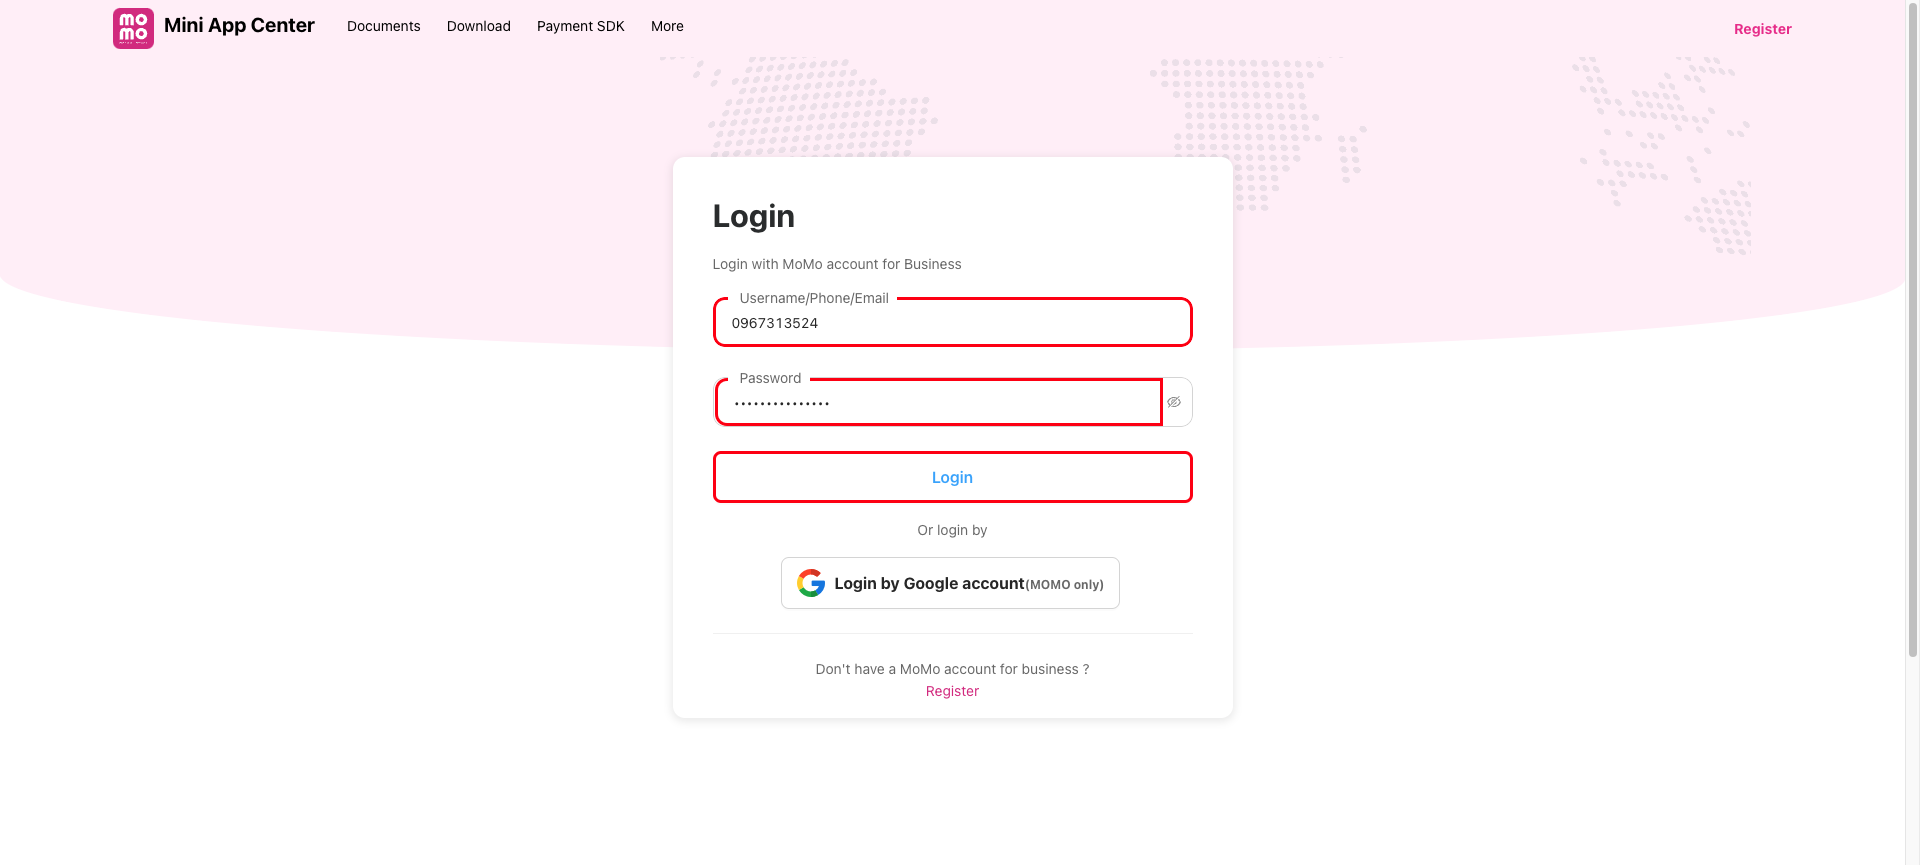 MOMO
Mini App Center
Documents
Download
Payment SDK
More
Register
Login
Login with MoMo account for Business
Username/Phone/Email
0967313524
Password
•••••••••••••••
Login
Or login by
Login by Google account(MOMO only)
Don't have a MoMo account for business ?
Register